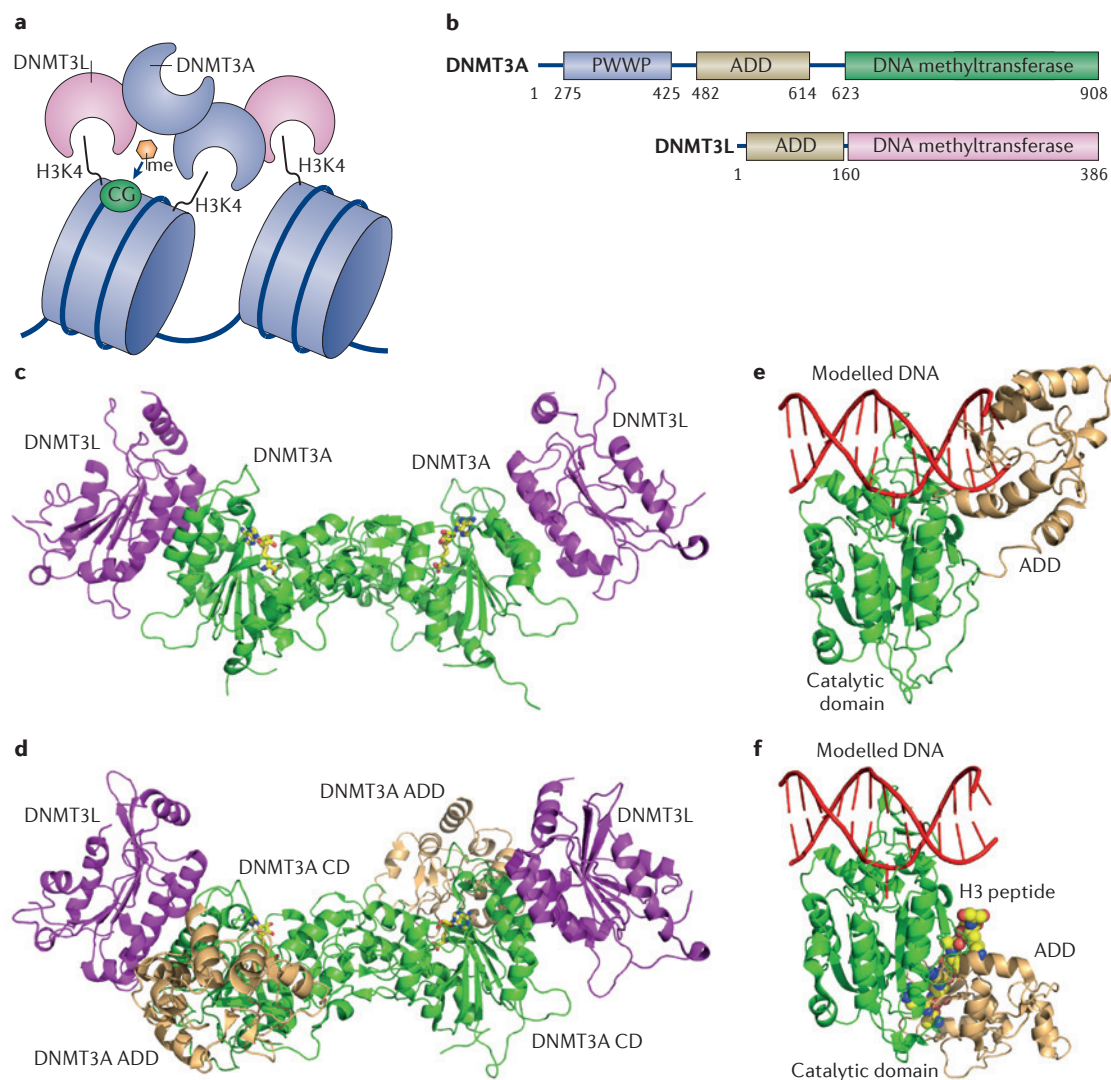 a
DNMT3L
DNMT3A
H3K4
me
CG
H3K4
H3K4
b
DNMT3A
PWWP
ADD
DNA methyltransferase
1 275 425 482 614 623 908
DNMT3L
ADD
DNA methyltransferase
1 160 386
c
DNMT3L
DNMT3A
DNMT3A
DNMT3L
e
Modelled DNA
ADD
Catalytic
domain
d
DNMT3L
DNMT3A CD
DNMT3A ADD
DNMT3L
DNMT3A ADD
DNMT3A CD
f
Modelled DNA
H3 peptide
ADD
Catalytic domain